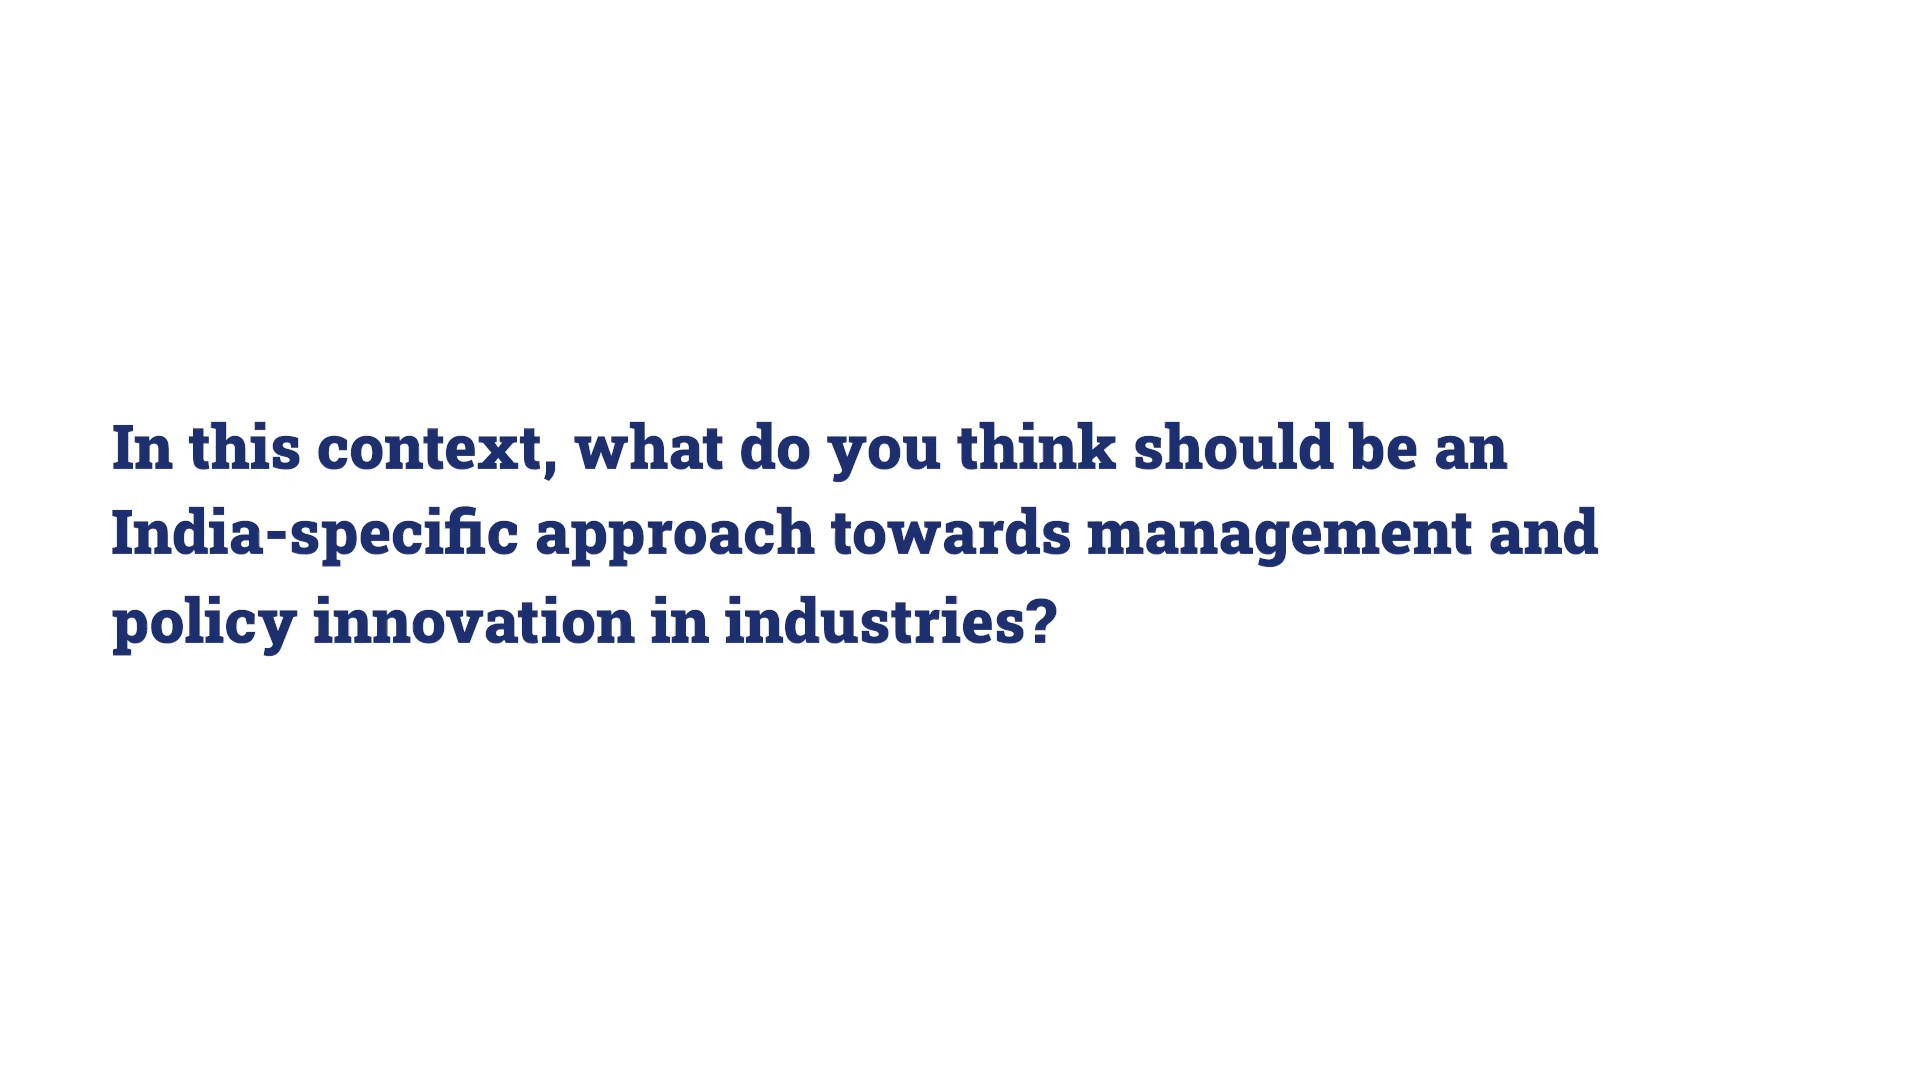 In this context, what do you think should be an
India-specific approach towards management and
policy innovation in industries?